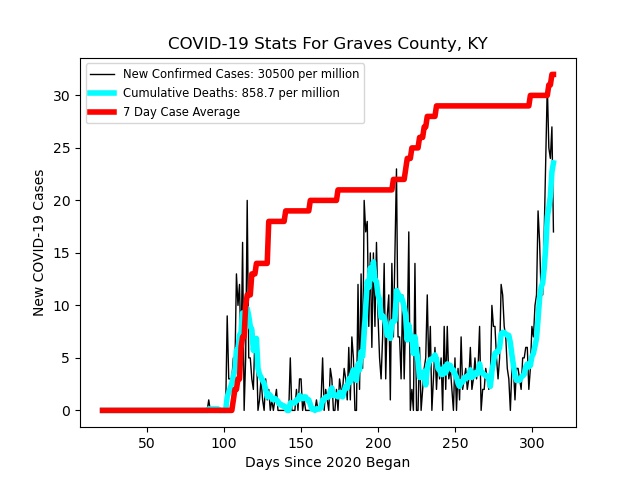 COVID-19 Stats For Graves County, KY
New Confirmed Cases: 30500 per million
Cumulative Deaths: 858.7 per million
7 Day Case Average
New COVID-19 Cases
30
25
20
15
10
5
0
50
100
150
200
250
300
Days Since 2020 Began